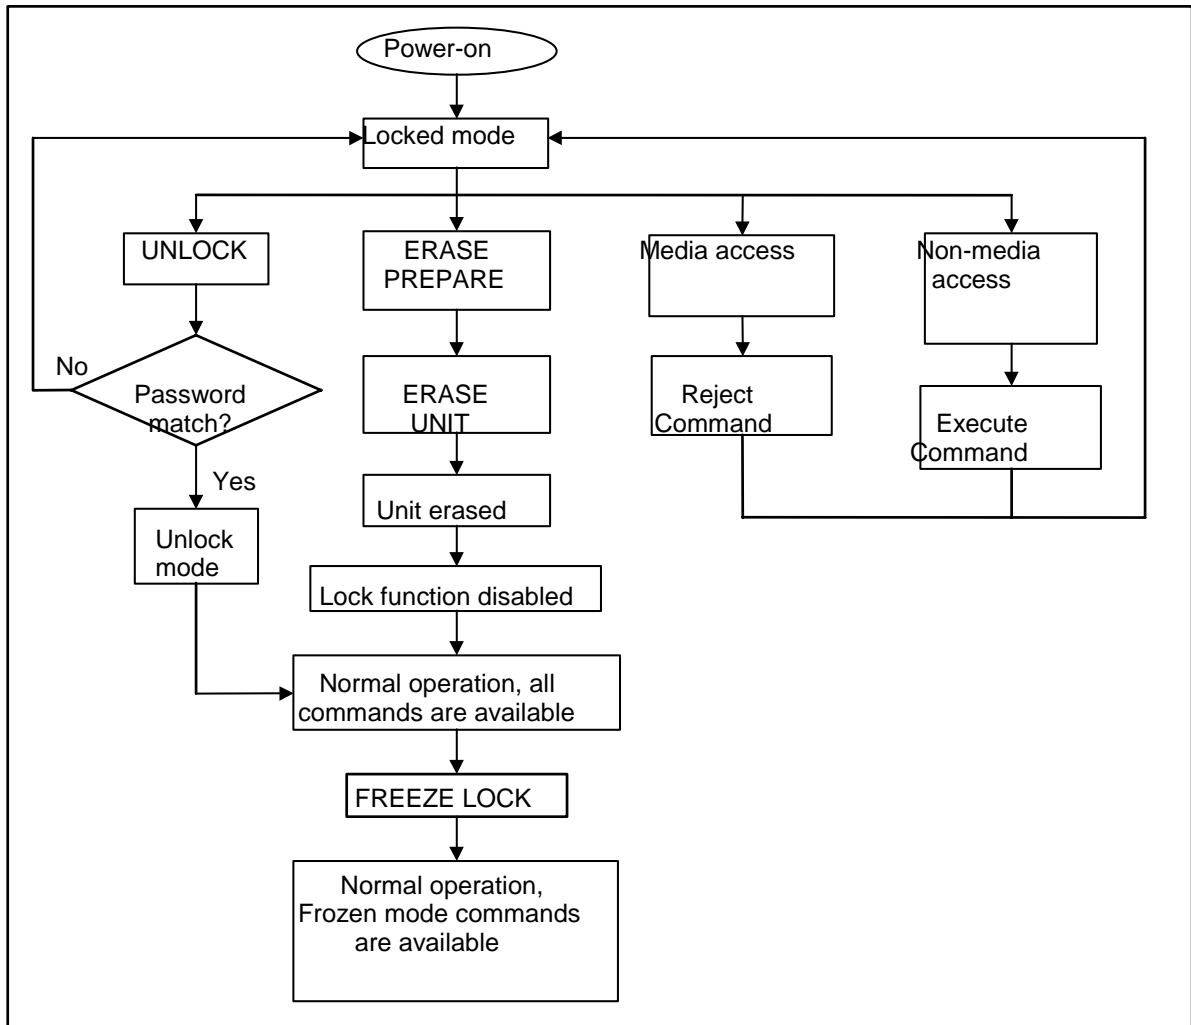 Power-on
Locked mode
UNLOCK
ERASE
PREPARE
Media access
Non-media
access
No
Password
match?
ERASE
UNIT
Reject
Command
Execute
Command
Yes
Unit erased
Unlock
mode
Lock function disabled
Normal operation, all
commands are available
FREEZE LOCK
Normal operation,
Frozen mode commands
are available